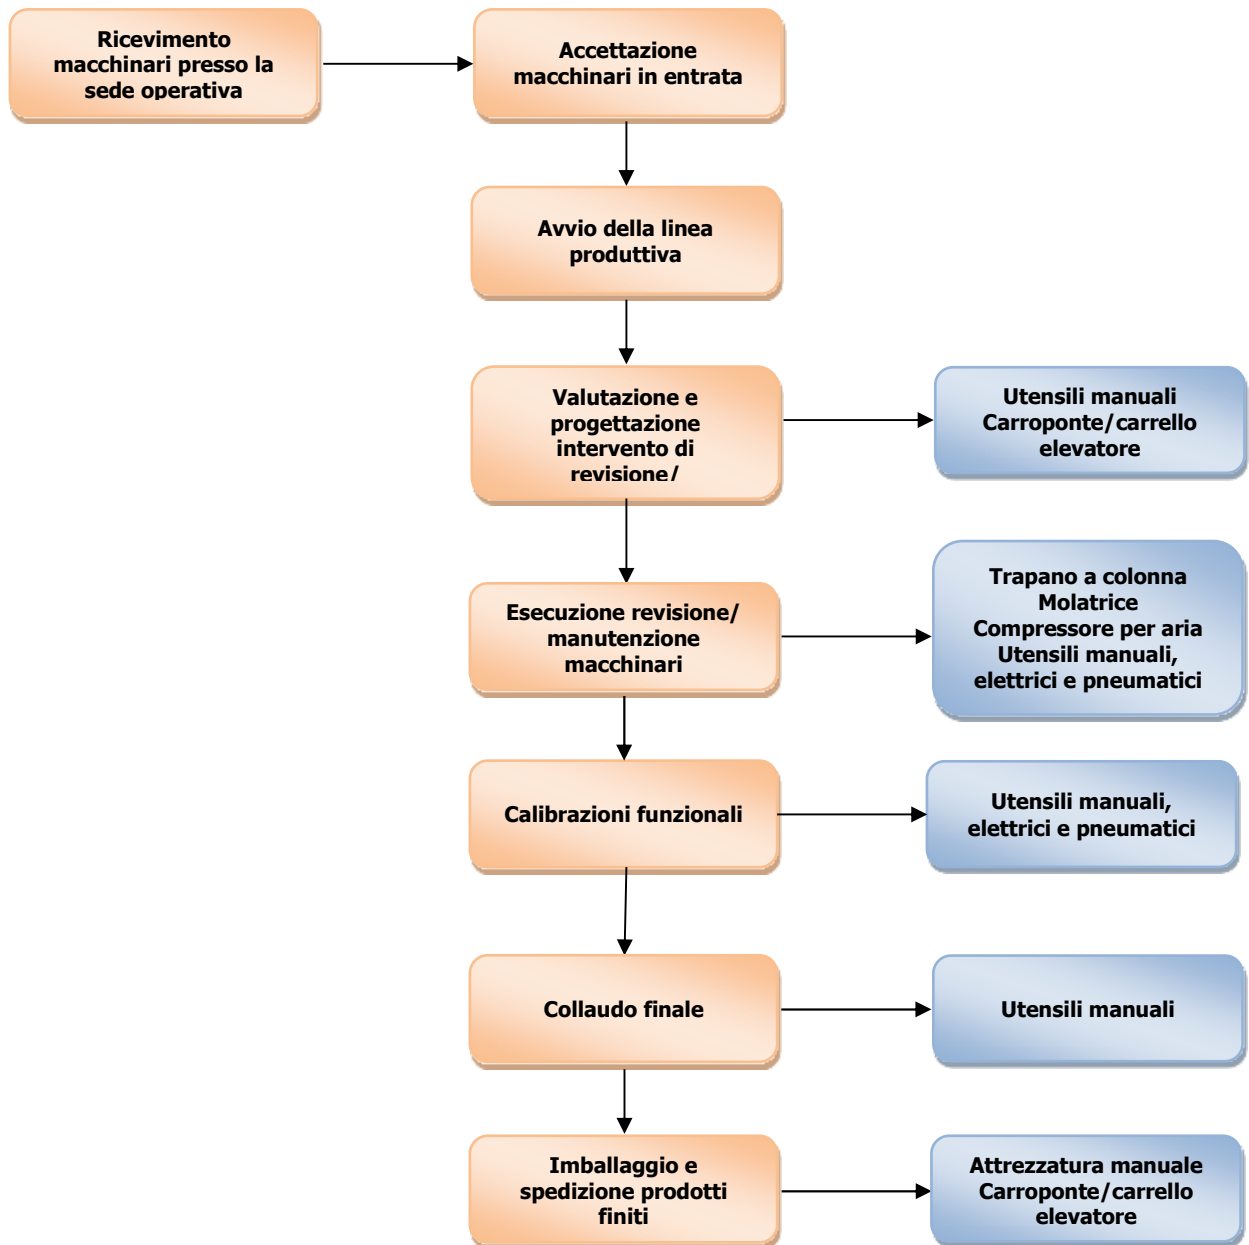 Ricevimento
macchinari presso la
sede operativa
Accettazione
macchinari in entrata
Avvio della linea
produttiva
Valutazione e
progettazione
intervento di
revisione/
Utensili manuali
Carroponte/carrello
elevatore
Esecuzione revisione/
manutenzione
macchinari
Trapano a colonna
Molatrice
Compressore per aria
Utensili manuali,
elettrici e pneumatici
Calibrazioni funzionali
Utensili manuali,
elettrici e pneumatici
Collaudo finale
Utensili manuali
Imballaggio e
spedizione prodotti
finiti
Attrezzatura manuale
Carroponte/carrello
elevatore